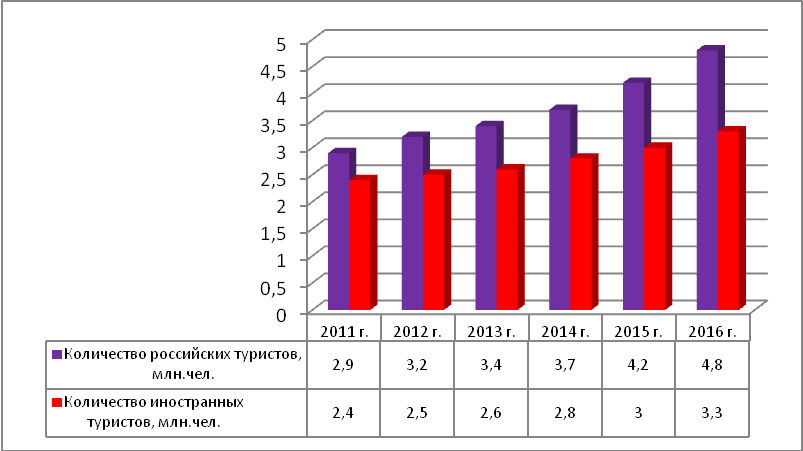 5
4,5
4
3,5
3
2,5
2
1,5
1
0,5
0
2011 г. 2012 г. 2013 г. 2014 г. 2015 г. 2016 г.
Количество российских туристов,
млн.чел.
2,9 3,2 3,4 3,7 4,2 4,8
Количество иностранных
туристов, млн.чел.
2,4 2,5 2,6 2,8 3 3,3